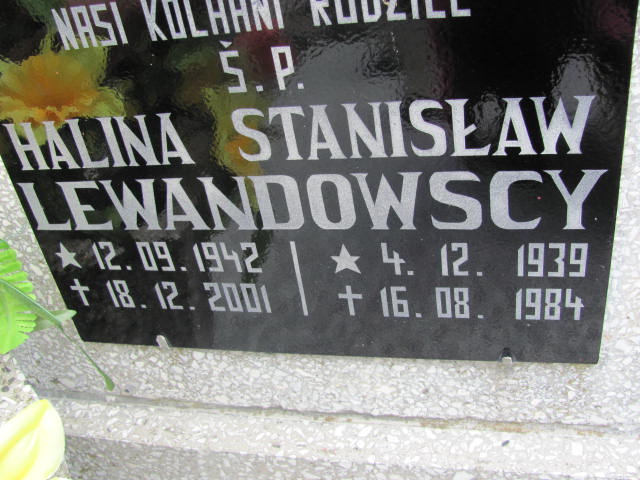 NASI KOCHANI RODZICE
Ś.P.
HALINA STANISŁAW
LEWANDOWSCY
★ 12.09.1942 | ★ 4. 12. 1939
✝ 18.12.2001 | ✝ 16.08. 1984